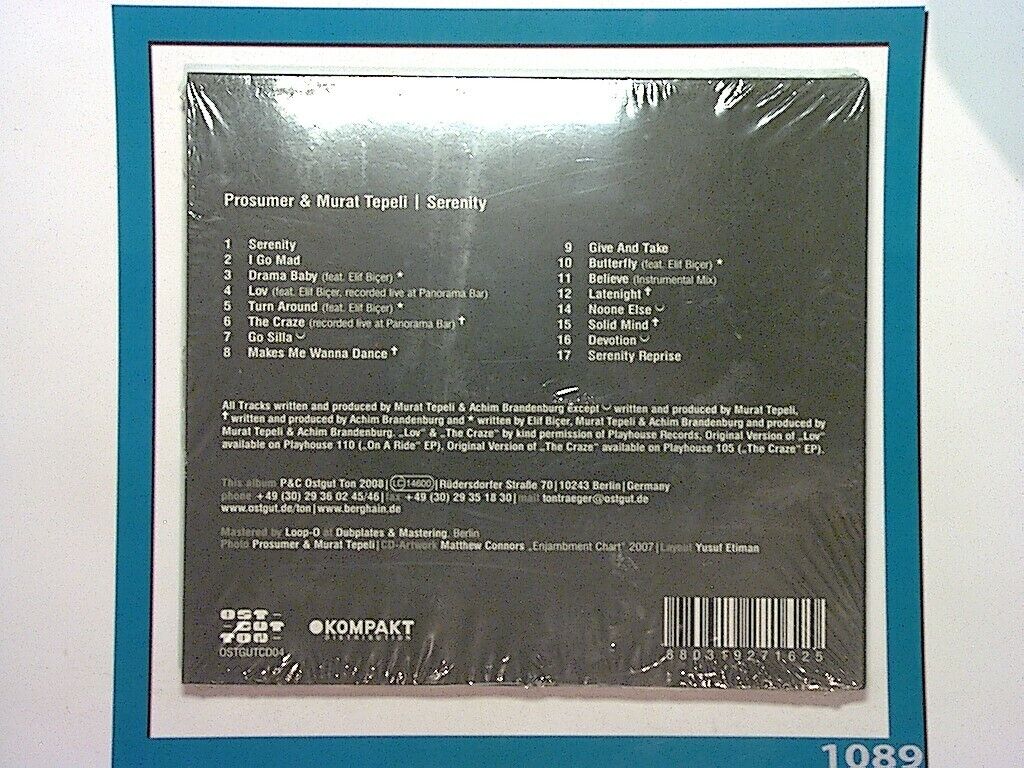 Prosumer & Murat Tepeli | Serenity
1 Serenity
2 I Go Mad
3 Drama Baby (feat. Elif Biçer) *
4 Lov (feat. Elif Biçer, recorded live at Panorama Bar)
5 Turn Around (feat. Elif Biçer) *
6 The Craze (recorded live at Panorama Bar) †
7 Go Silla ◡
8 Makes Me Wanna Dance †
9 Give And Take
10 Butterfly (feat. Elif Biçer) *
11 Believe (Instrumental Mix)
12 Latenight †
14 Noone Else ◡
15 Solid Mind †
16 Devotion ◡
17 Serenity Reprise
All Tracks written and produced by Murat Tepeli & Achim Brandenburg except ◡ written and produced by Murat Tepeli,
† written and produced by Achim Brandenburg and * written by Elif Biçer, Murat Tepeli & Achim Brandenburg and produced by
Murat Tepeli & Achim Brandenburg. „Lov“ & „The Craze“ by kind permission of Playhouse Records, Original Version of „Lov“
available on Playhouse 110 („On A Ride“ EP), Original Version of „The Craze“ available on Playhouse 105 („The Craze“ EP).
This album P&C Ostgut Ton 2008 | LC 14600 | Rüdersdorfer Straße 70 | 10243 Berlin | Germany
phone +49 (30) 29 36 02 45/46 | fax +49 (30) 29 35 18 30 | mail tontraeger@ostgut.de
www.ostgut.de/ton | www.berghain.de
Mastered by Loop-O at Dubplates & Mastering, Berlin
Photo Prosumer & Murat Tepeli | CD-Artwork Matthew Connors „Enjambment Chart“ 2007 | Layout Yusuf Etiman
OST-
-GUT
TON-
OSTGUTCD04
KOMPAKT
DISTRIBUTION
880319271625
1089